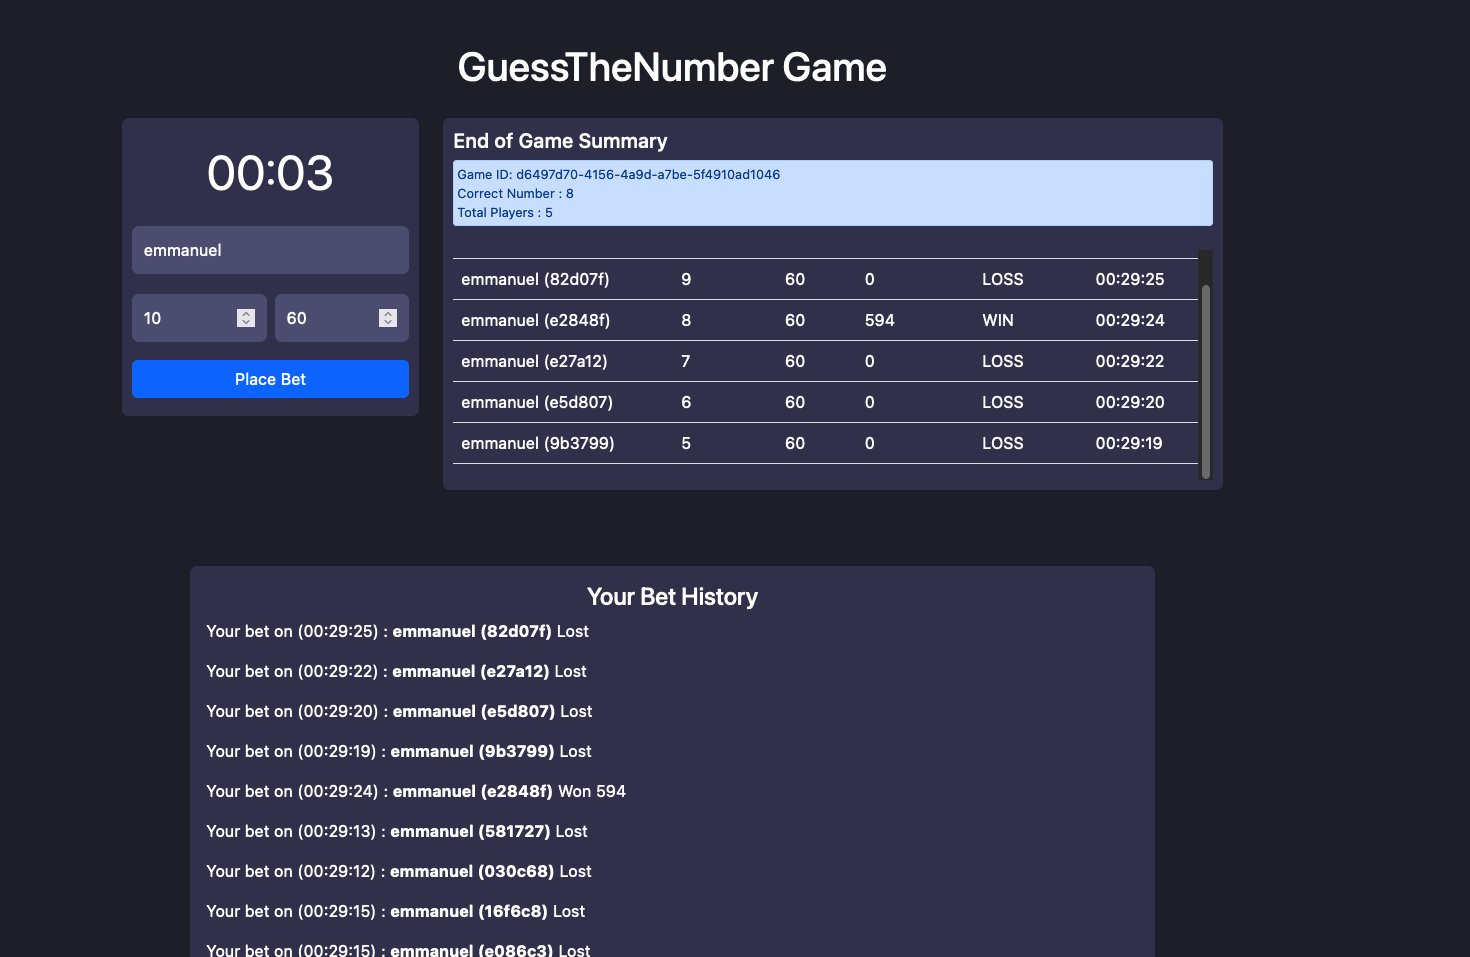 GuessTheNumber Game
00:03
emmanuel
10 60
Place Bet
End of Game Summary
Game ID: d6497d70-4156-4a9d-a7be-5f4910ad1046
Correct Number : 8
Total Players : 5
emmanuel (82d07f) 9 60 0 LOSS 00:29:25
emmanuel (e2848f) 8 60 594 WIN 00:29:24
emmanuel (e27a12) 7 60 0 LOSS 00:29:22
emmanuel (e5d807) 6 60 0 LOSS 00:29:20
emmanuel (9b3799) 5 60 0 LOSS 00:29:19
Your Bet History
Your bet on (00:29:25) : emmanuel (82d07f) Lost
Your bet on (00:29:22) : emmanuel (e27a12) Lost
Your bet on (00:29:20) : emmanuel (e5d807) Lost
Your bet on (00:29:19) : emmanuel (9b3799) Lost
Your bet on (00:29:24) : emmanuel (e2848f) Won 594
Your bet on (00:29:13) : emmanuel (581727) Lost
Your bet on (00:29:12) : emmanuel (030c68) Lost
Your bet on (00:29:15) : emmanuel (16f6c8) Lost
Your bet on (00:29:15) : emmanuel (e086c3) Lost